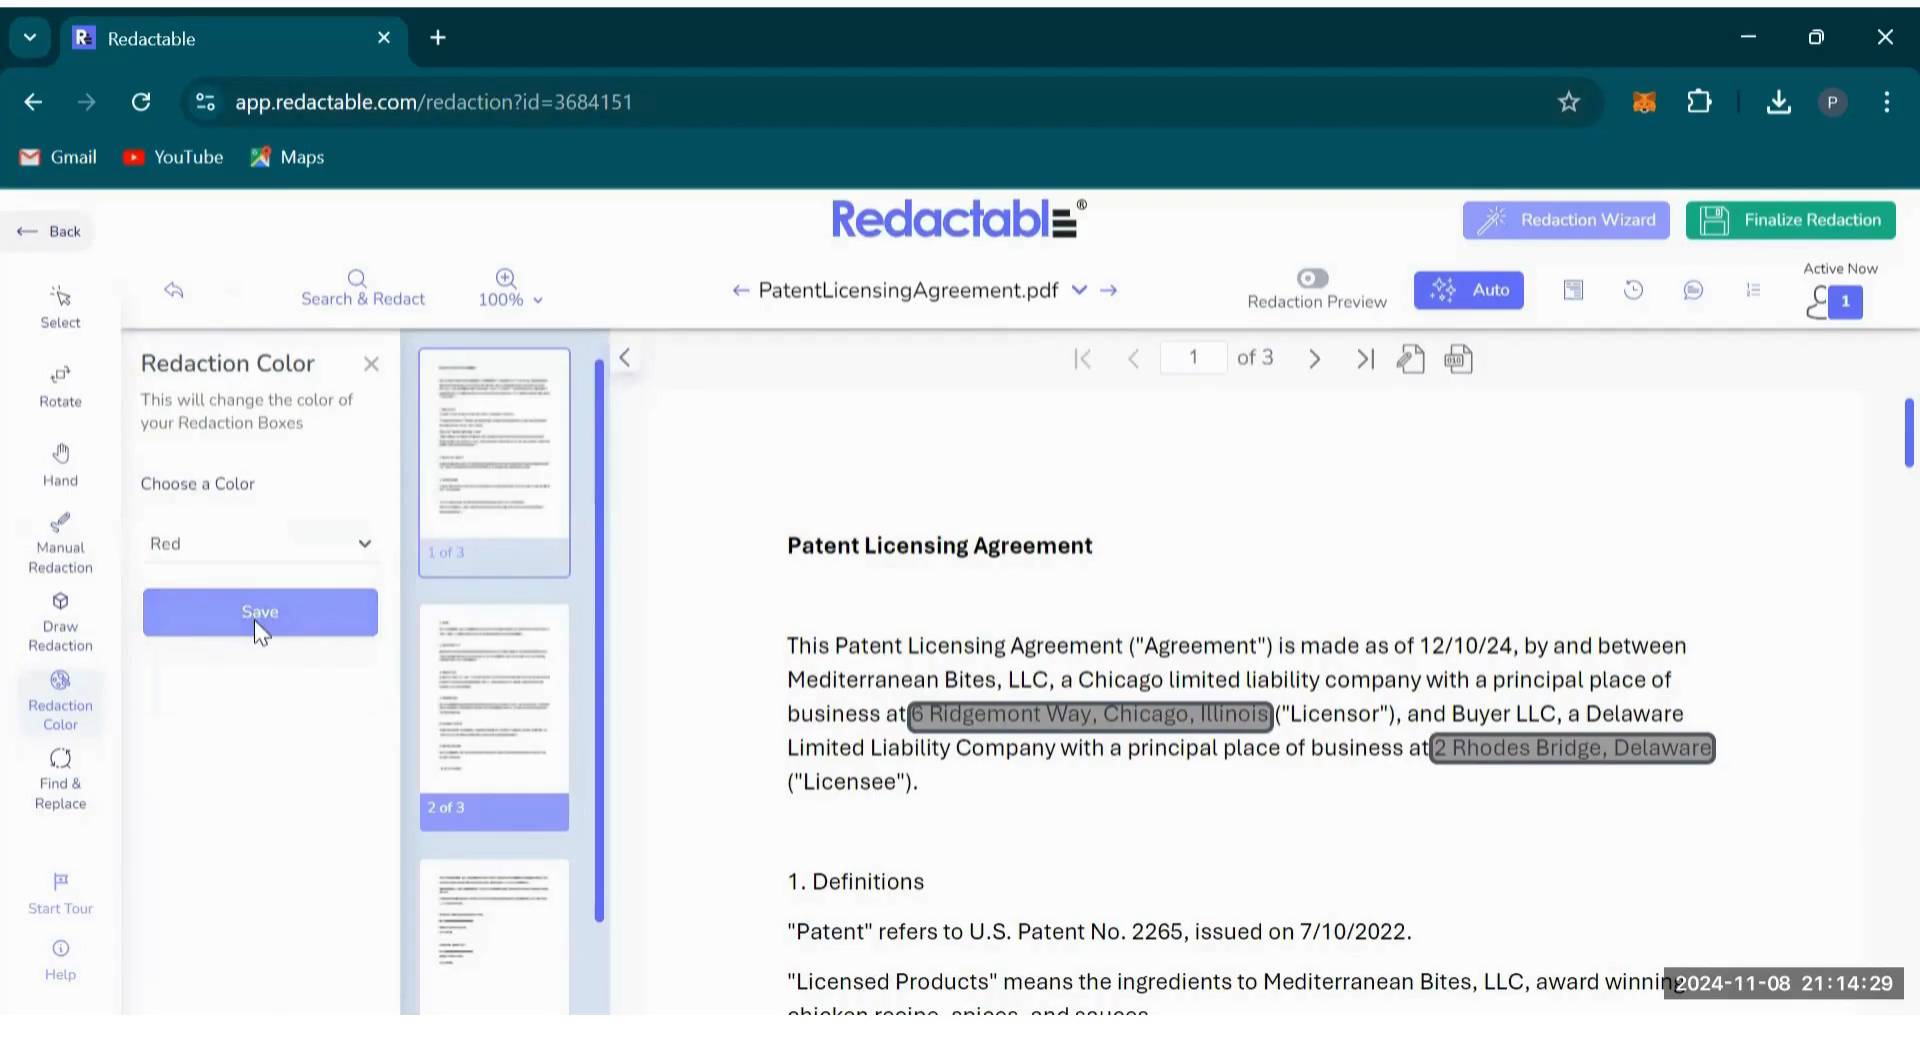 Redactable
app.redactable.com/redaction?id=3684151
P
Gmail
YouTube
Maps
Back
Redactabl
®
Redaction Wizard
Finalize Redaction
Select
Search & Redact
100%
PatentLicensingAgreement.pdf
Redaction Preview
Auto
Active Now
1
Redaction Color
This will change the color of
your Redaction Boxes
Choose a Color
Red
Save
Rotate
Hand
Manual
Redaction
Draw
Redaction
Redaction
Color
Find &
Replace
Start Tour
Help
1 of 3
2 of 3
1 of 3
Patent Licensing Agreement
This Patent Licensing Agreement ("Agreement") is made as of 12/10/24, by and between
Mediterranean Bites, LLC, a Chicago limited liability company with a principal place of
business at 6 Ridgemont Way, Chicago, Illinois ("Licensor"), and Buyer LLC, a Delaware
Limited Liability Company with a principal place of business at 2 Rhodes Bridge, Delaware
("Licensee").
1. Definitions
"Patent" refers to U.S. Patent No. 2265, issued on 7/10/2022.
"Licensed Products" means the ingredients to Mediterranean Bites, LLC, award winning
chicken recipe, spices, and sauces.
2024-11-08 21:14:29